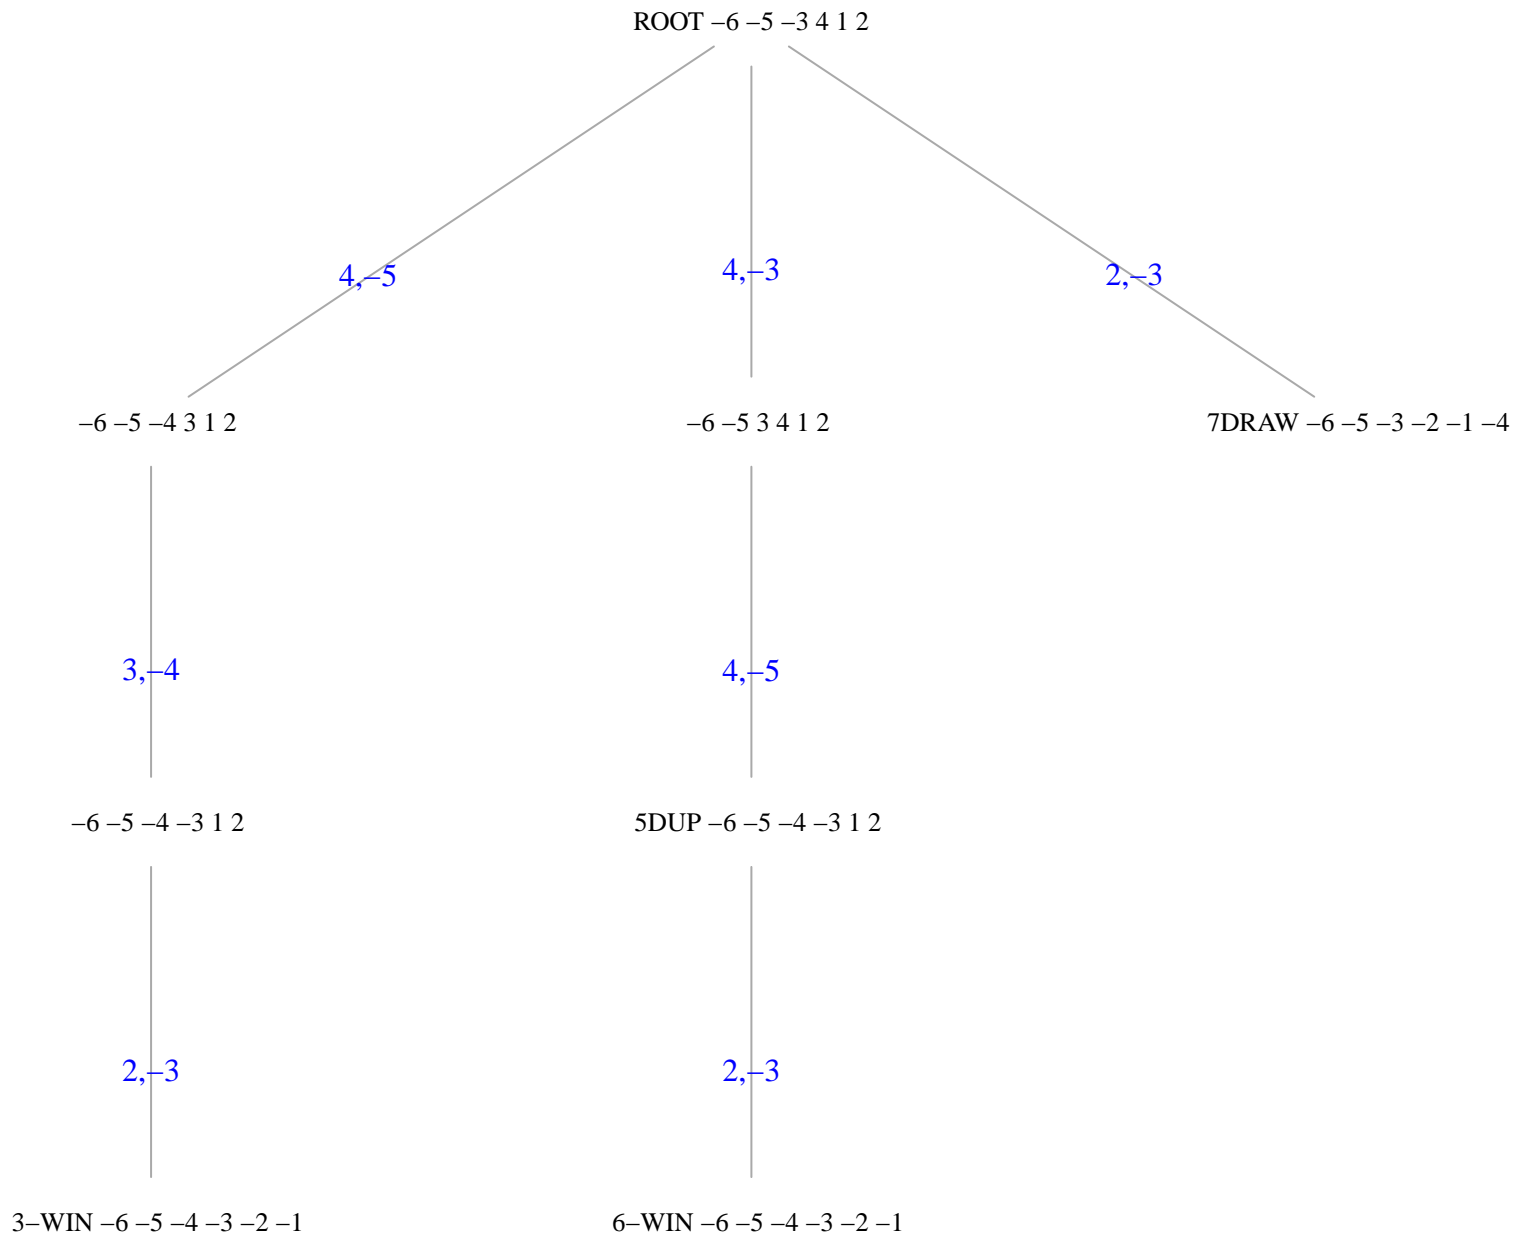 ROOT –6 –5 –3 4 1 2
4,–5
4,–3
2,–3
–6 –5 –4 3 1 2
–6 –5 3 4 1 2
7DRAW –6 –5 –3 –2 –1 –4
3,–4
4,–5
–6 –5 –4 –3 1 2
5DUP –6 –5 –4 –3 1 2
2,–3
2,–3
3–WIN –6 –5 –4 –3 –2 –1
6–WIN –6 –5 –4 –3 –2 –1